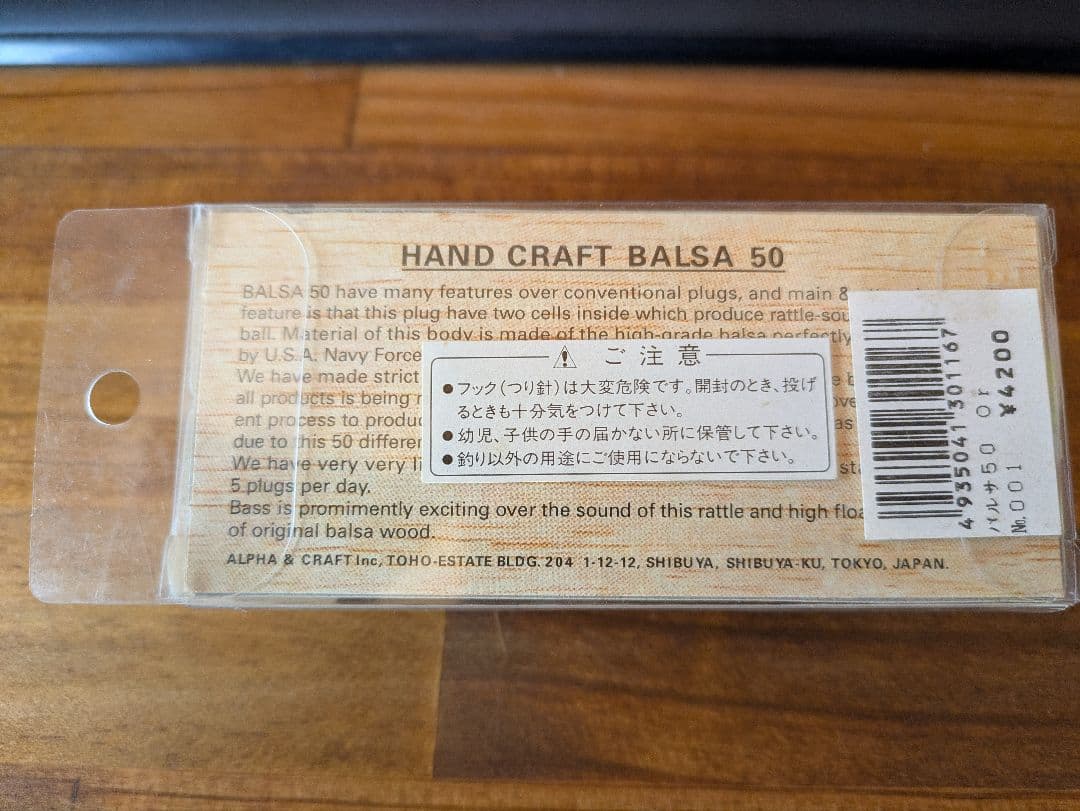 HAND CRAFT BALSA 50
BALSA 50 have many features over conventional plugs, and main &
feature is that this plug have two cells inside which produce rattle-sou
ball. Material of this body is made of the high-grade balsa perfectly
by U.S.A. Navy Force
We have made strict
all products is being
ent process to produc
due to this 50 differen
We have very very li
5 plugs per day.
Bass is promimently exciting over the sound of this rattle and high floa
of original balsa wood.
ALPHA & CRAFT Inc, TOHO-ESTATE BLDG. 204 1-12-12, SHIBUYA, SHIBUYA-KU, TOKYO, JAPAN.
ご注意
●フック(つり針)は大変危険です。開封のとき、投げ
るときも十分気をつけて下さい。
●幼児、子供の手の届かない所に保管して下さい。
●釣り以外の用途にご使用にならないで下さい。
4935041301167
バルサ50 or
№001 ¥4200